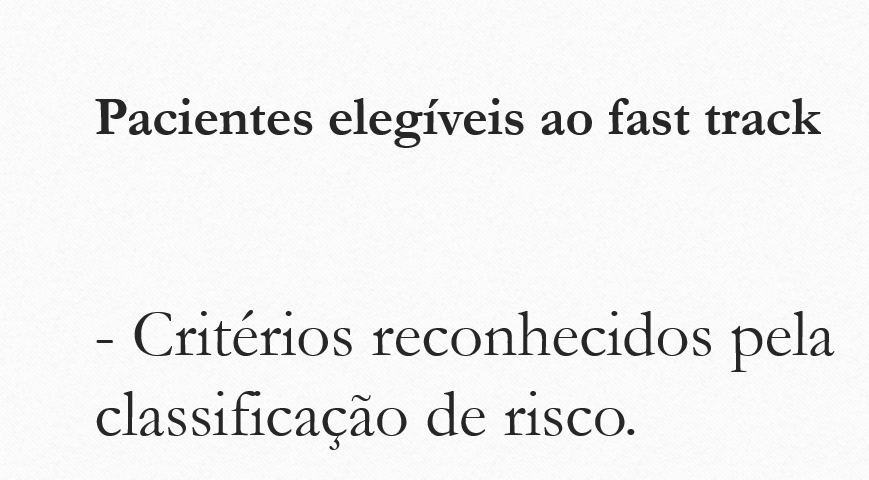 Pacientes elegíveis ao fast track
- Critérios reconhecidos pela
classificação de risco.